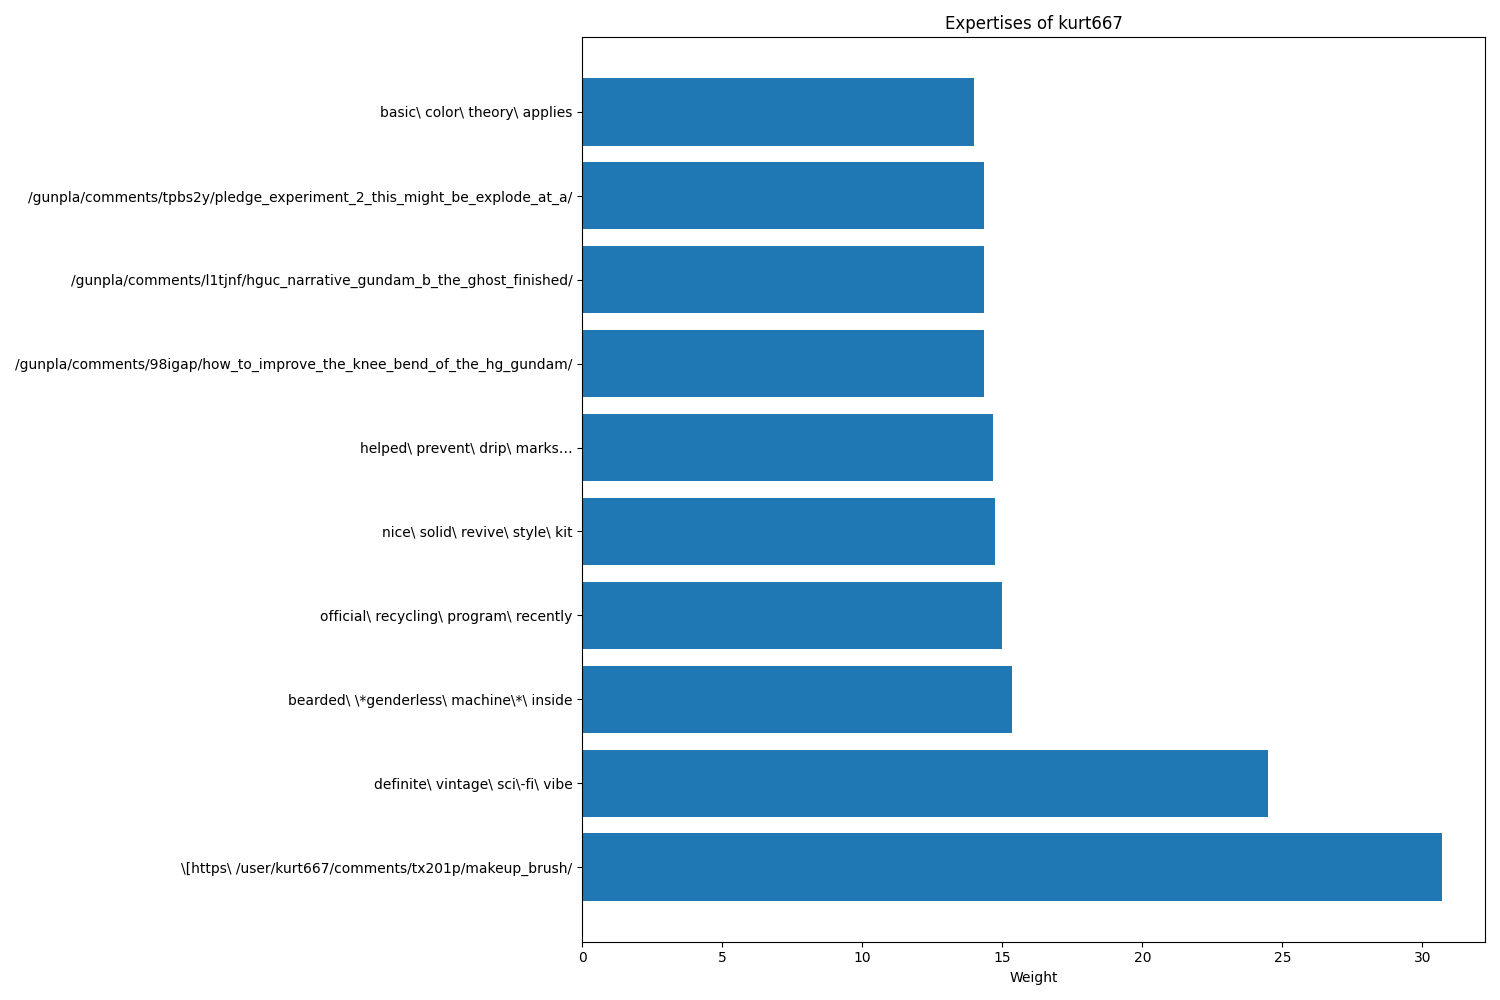 Expertises of kurt667
basic\ color\ theory\ applies
/gunpla/comments/tpbs2y/pledge_experiment_2_this_might_be_explode_at_a/
/gunpla/comments/l1tjnf/hguc_narrative_gundam_b_the_ghost_finished/
/gunpla/comments/98igap/how_to_improve_the_knee_bend_of_the_hg_gundam/
helped\ prevent\ drip\ marks…
nice\ solid\ revive\ style\ kit
official\ recycling\ program\ recently
bearded\ \*genderless\ machine\*\ inside
definite\ vintage\ sci\-fi\ vibe
\[https\ /user/kurt667/comments/tx201p/makeup_brush/
0 5 10 15 20 25 30
Weight